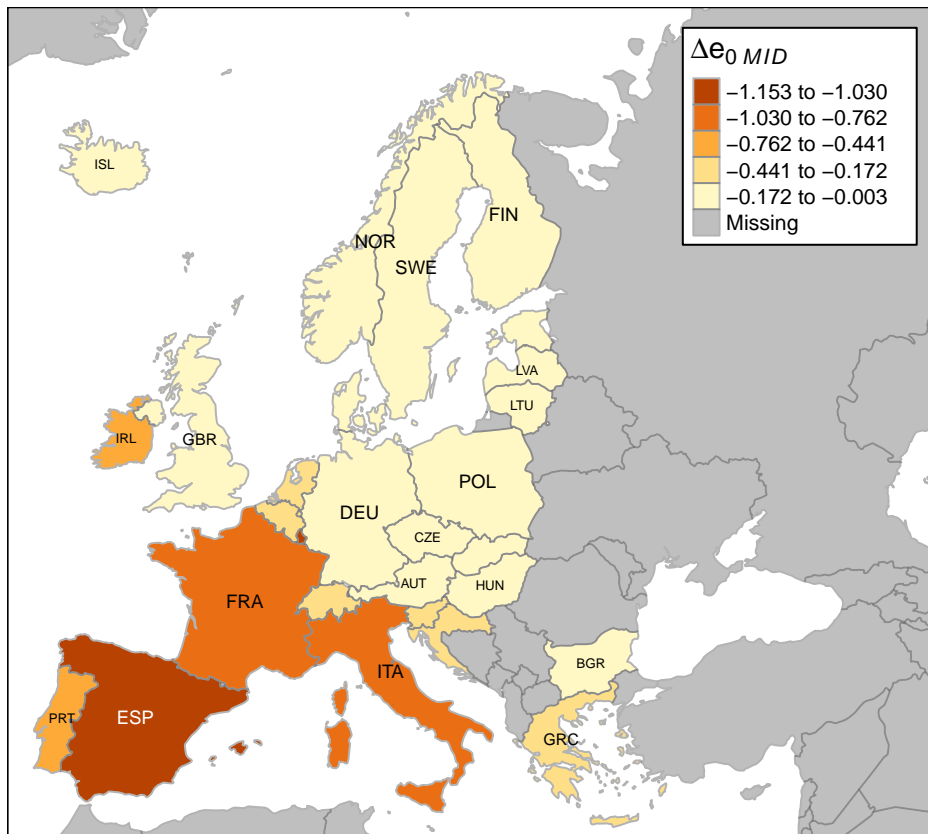 Δe0 MID
−1.153 to −1.030
−1.030 to −0.762
−0.762 to −0.441
−0.441 to −0.172
−0.172 to −0.003
Missing
ISL
FIN
NOR
SWE
LVA
LTU
IRL
GBR
POL
DEU
CZE
AUT
HUN
FRA
BGR
ITA
PRT
ESP
GRC